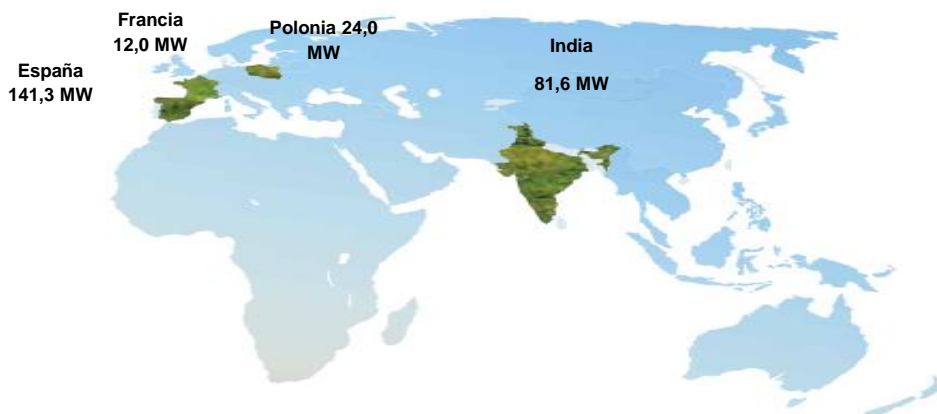 Francia
12,0 MW
Polonia 24,0
MW
India
81,6 MW
España
141,3 MW